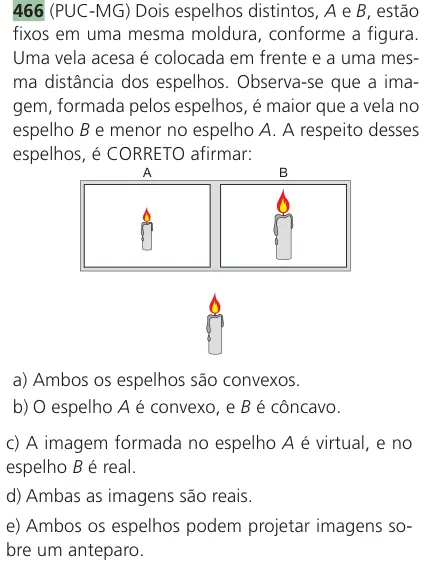 466 (PUC-MG) Dois espelhos distintos, A e B, estão
fixos em uma mesma moldura, conforme a figura.
Uma vela acesa é colocada em frente e a uma mes-
ma distância dos espelhos. Observa-se que a ima-
gem, formada pelos espelhos, é maior que a vela no
espelho B e menor no espelho A. A respeito desses
espelhos, é CORRETO afirmar:
A B
a) Ambos os espelhos são convexos.
b) O espelho A é convexo, e B é côncavo.
c) A imagem formada no espelho A é virtual, e no
espelho B é real.
d) Ambas as imagens são reais.
e) Ambos os espelhos podem projetar imagens so-
bre um anteparo.